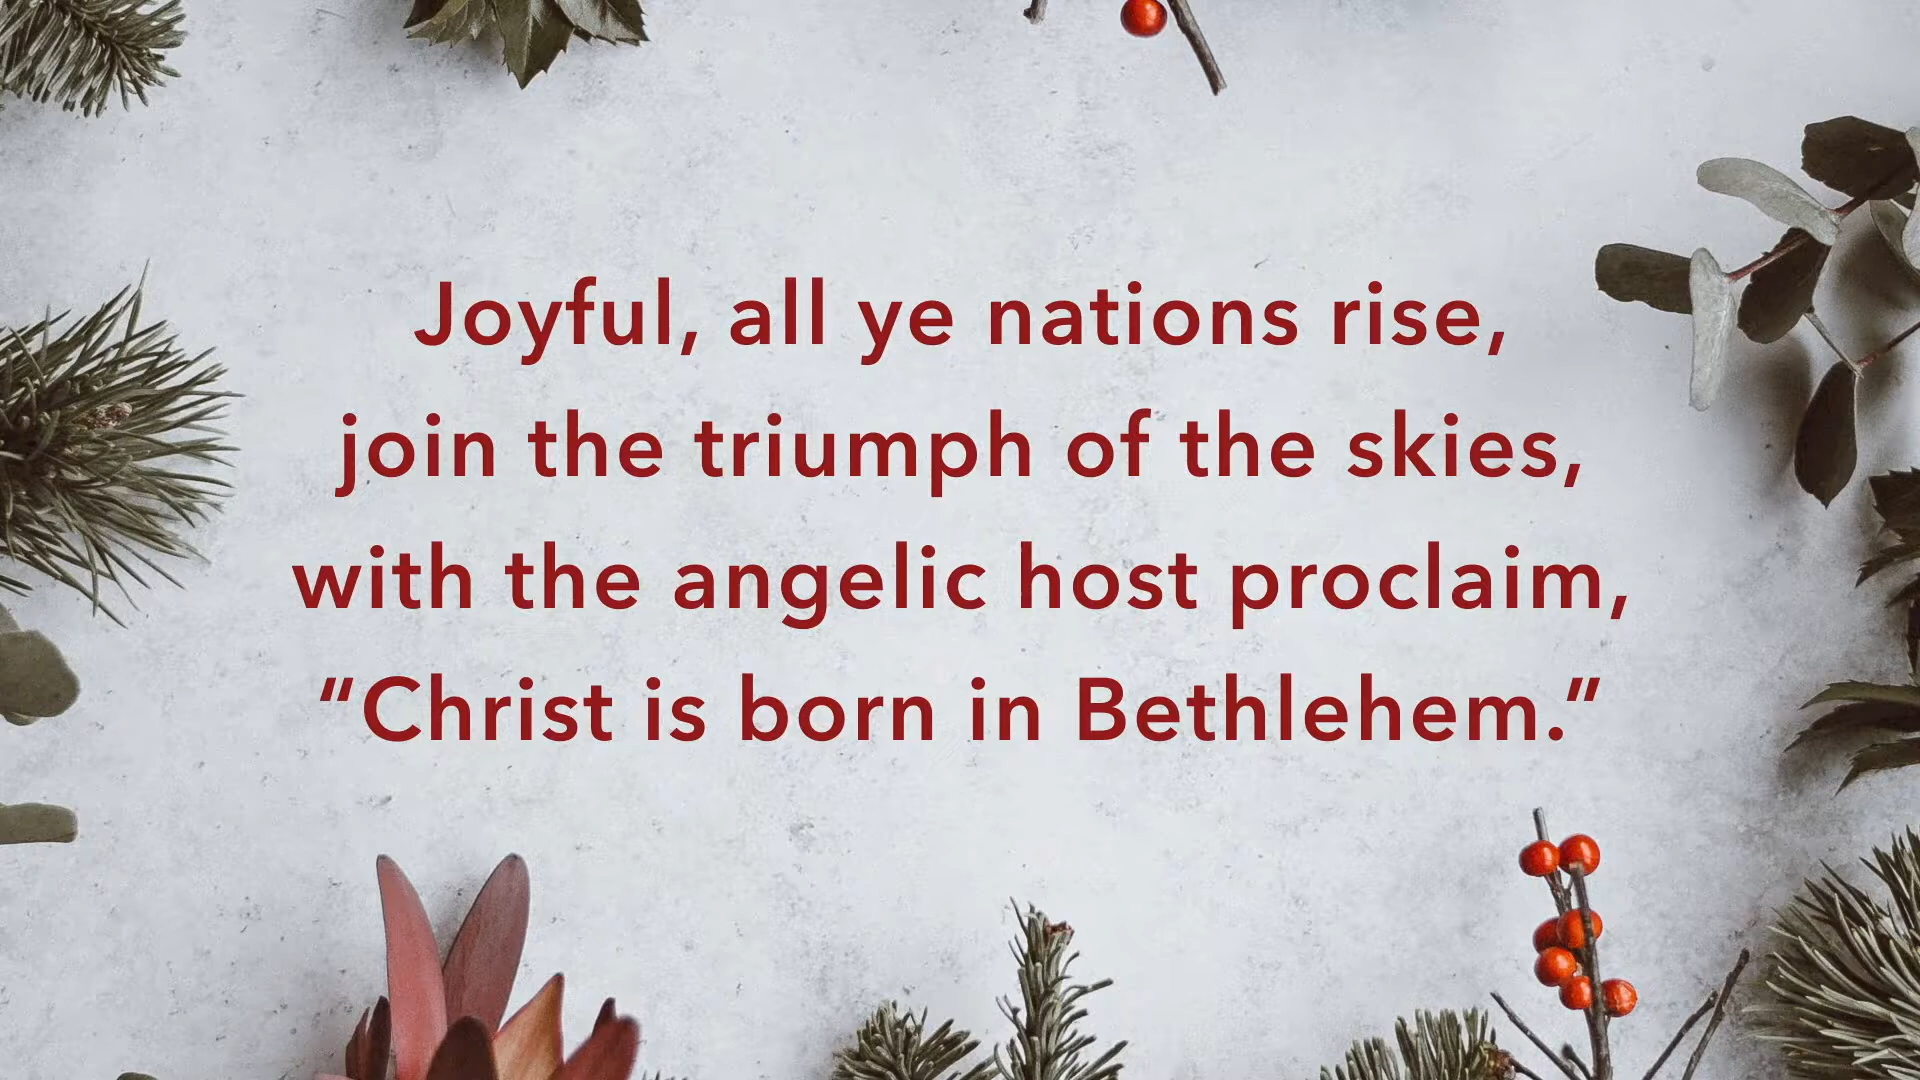 Joyful, all ye nations rise,
join the triumph of the skies,
with the angelic host proclaim,
“Christ is born in Bethlehem.”